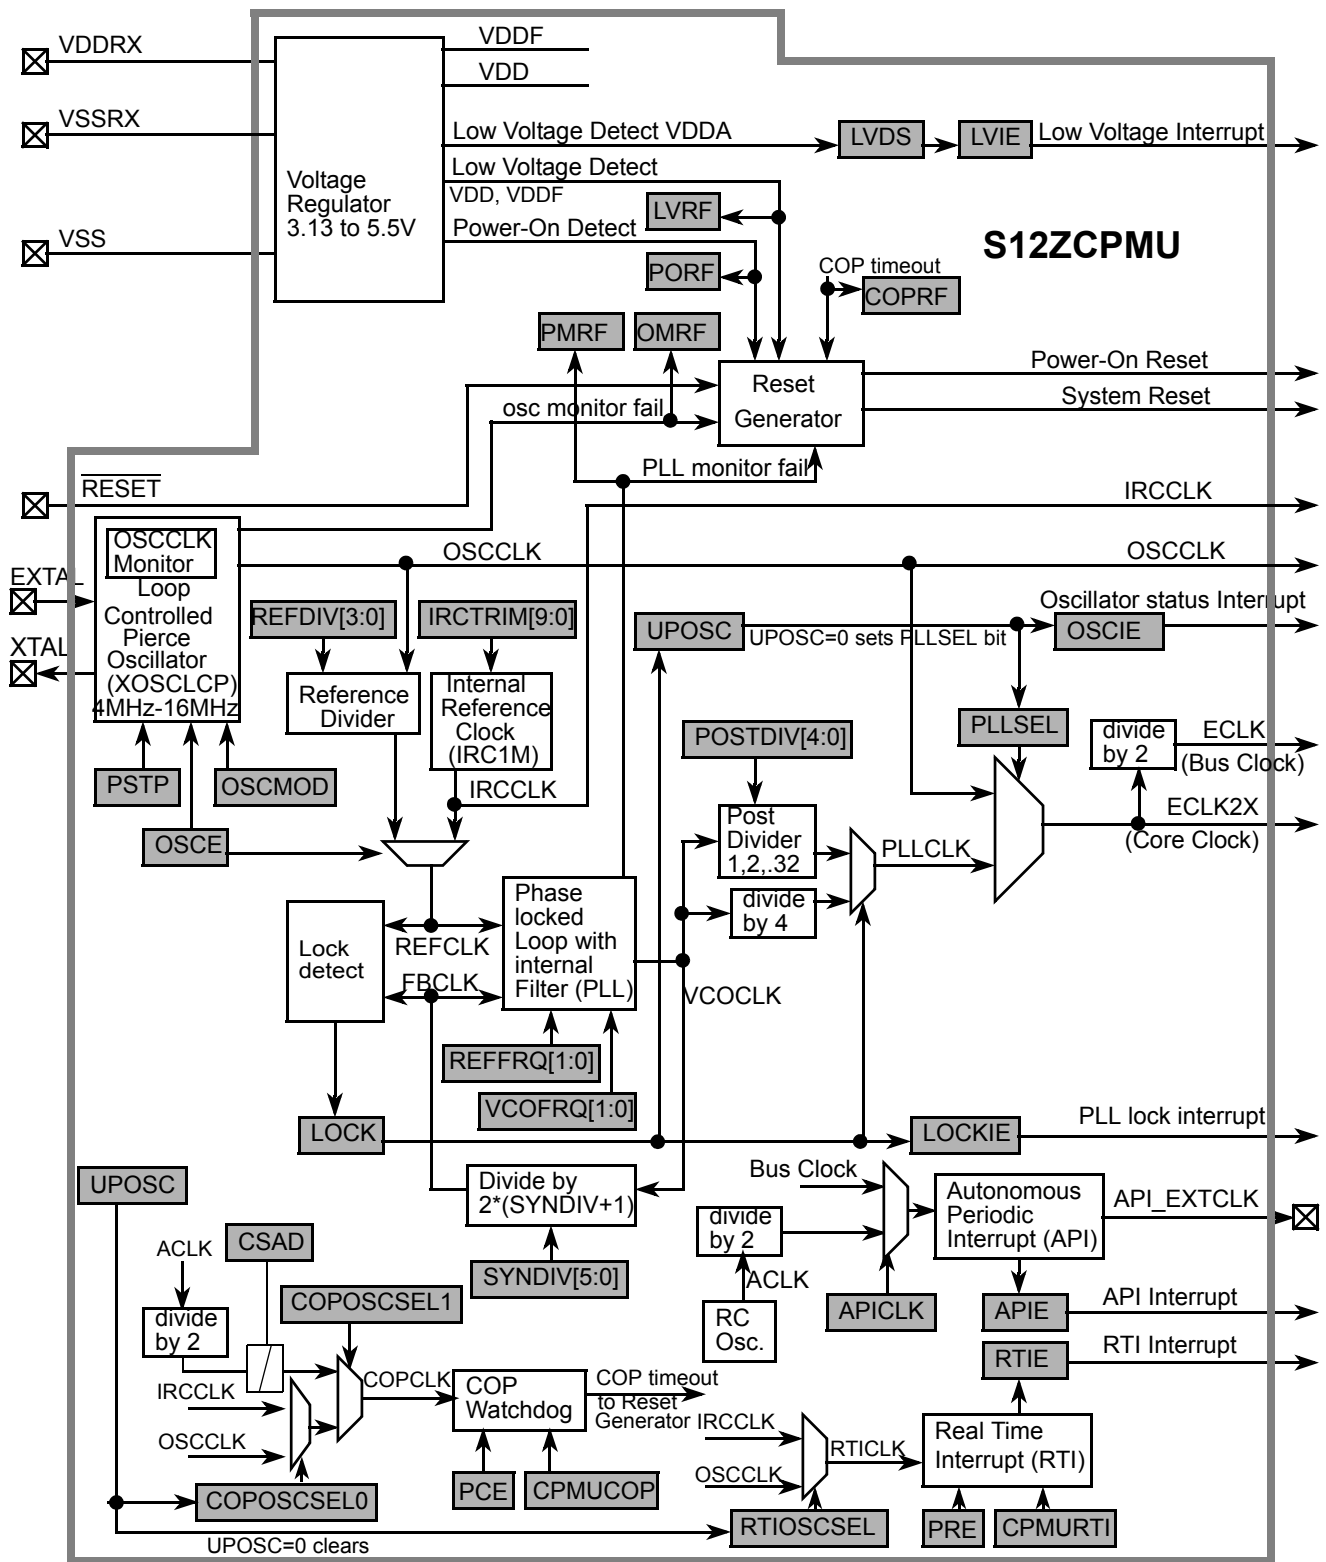 VDDRX
VDDF
VDD
VSSRX
Low Voltage Detect VDDA
LVDS
LVIE
Low Voltage Interrupt
Low Voltage Detect
VDD, VDDF
Voltage
Regulator
3.13 to 5.5V
LVRF
Power-On Detect
VSS
S12ZCPMU
PORF
COP timeout
COPRF
PMRF
OMRF
Reset
Generator
Power-On Reset
System Reset
osc monitor fail
PLL monitor fail
RESET
IRCCLK
OSCCLK
Monitor
OSCCLK
OSCCLK
EXTAL
Loop
Controlled
Pierce
Oscillator
(XOSCLCP)
4MHz-16MHz
XTAL
REFDIV[3:0]
IRCTRIM[9:0]
UPOSC
UPOSC=0 sets PLLSEL bit
Oscillator status Interrupt
OSCIE
Reference
Divider
Internal
Reference
Clock
(IRC1M)
POSTDIV[4:0]
PLLSEL
divide
by 2
ECLK
(Bus Clock)
PSTP
OSCMOD
IRCCLK
ECLK2X
(Core Clock)
OSCE
Post
Divider
1,2,.32
PLLCLK
divide
by 4
Phase
locked
Loop with
internal
Filter (PLL)
REFCLK
Lock
detect
FBCLK
VCOCLK
REFFRQ[1:0]
VCOFRQ[1:0]
LOCK
LOCKIE
PLL lock interrupt
UPOSC
Divide by
2*(SYNDIV+1)
Bus Clock
Autonomous
Periodic
Interrupt (API)
API_EXTCLK
divide
by 2
ACLK
CSAD
SYNDIV[5:0]
ACLK
COPOSCSEL1
divide
by 2
RC
Osc.
APICLK
APIE
API Interrupt
RTIE
RTI Interrupt
IRCCLK
COPCLK
COP
Watchdog
COP timeout
to Reset
Generator
IRCCLK
OSCCLK
RTICLK
Real Time
Interrupt (RTI)
OSCCLK
COPOSCSEL0
PCE
CPMUCOP
RTIOSCSEL
PRE
CPMURTI
UPOSC=0 clears